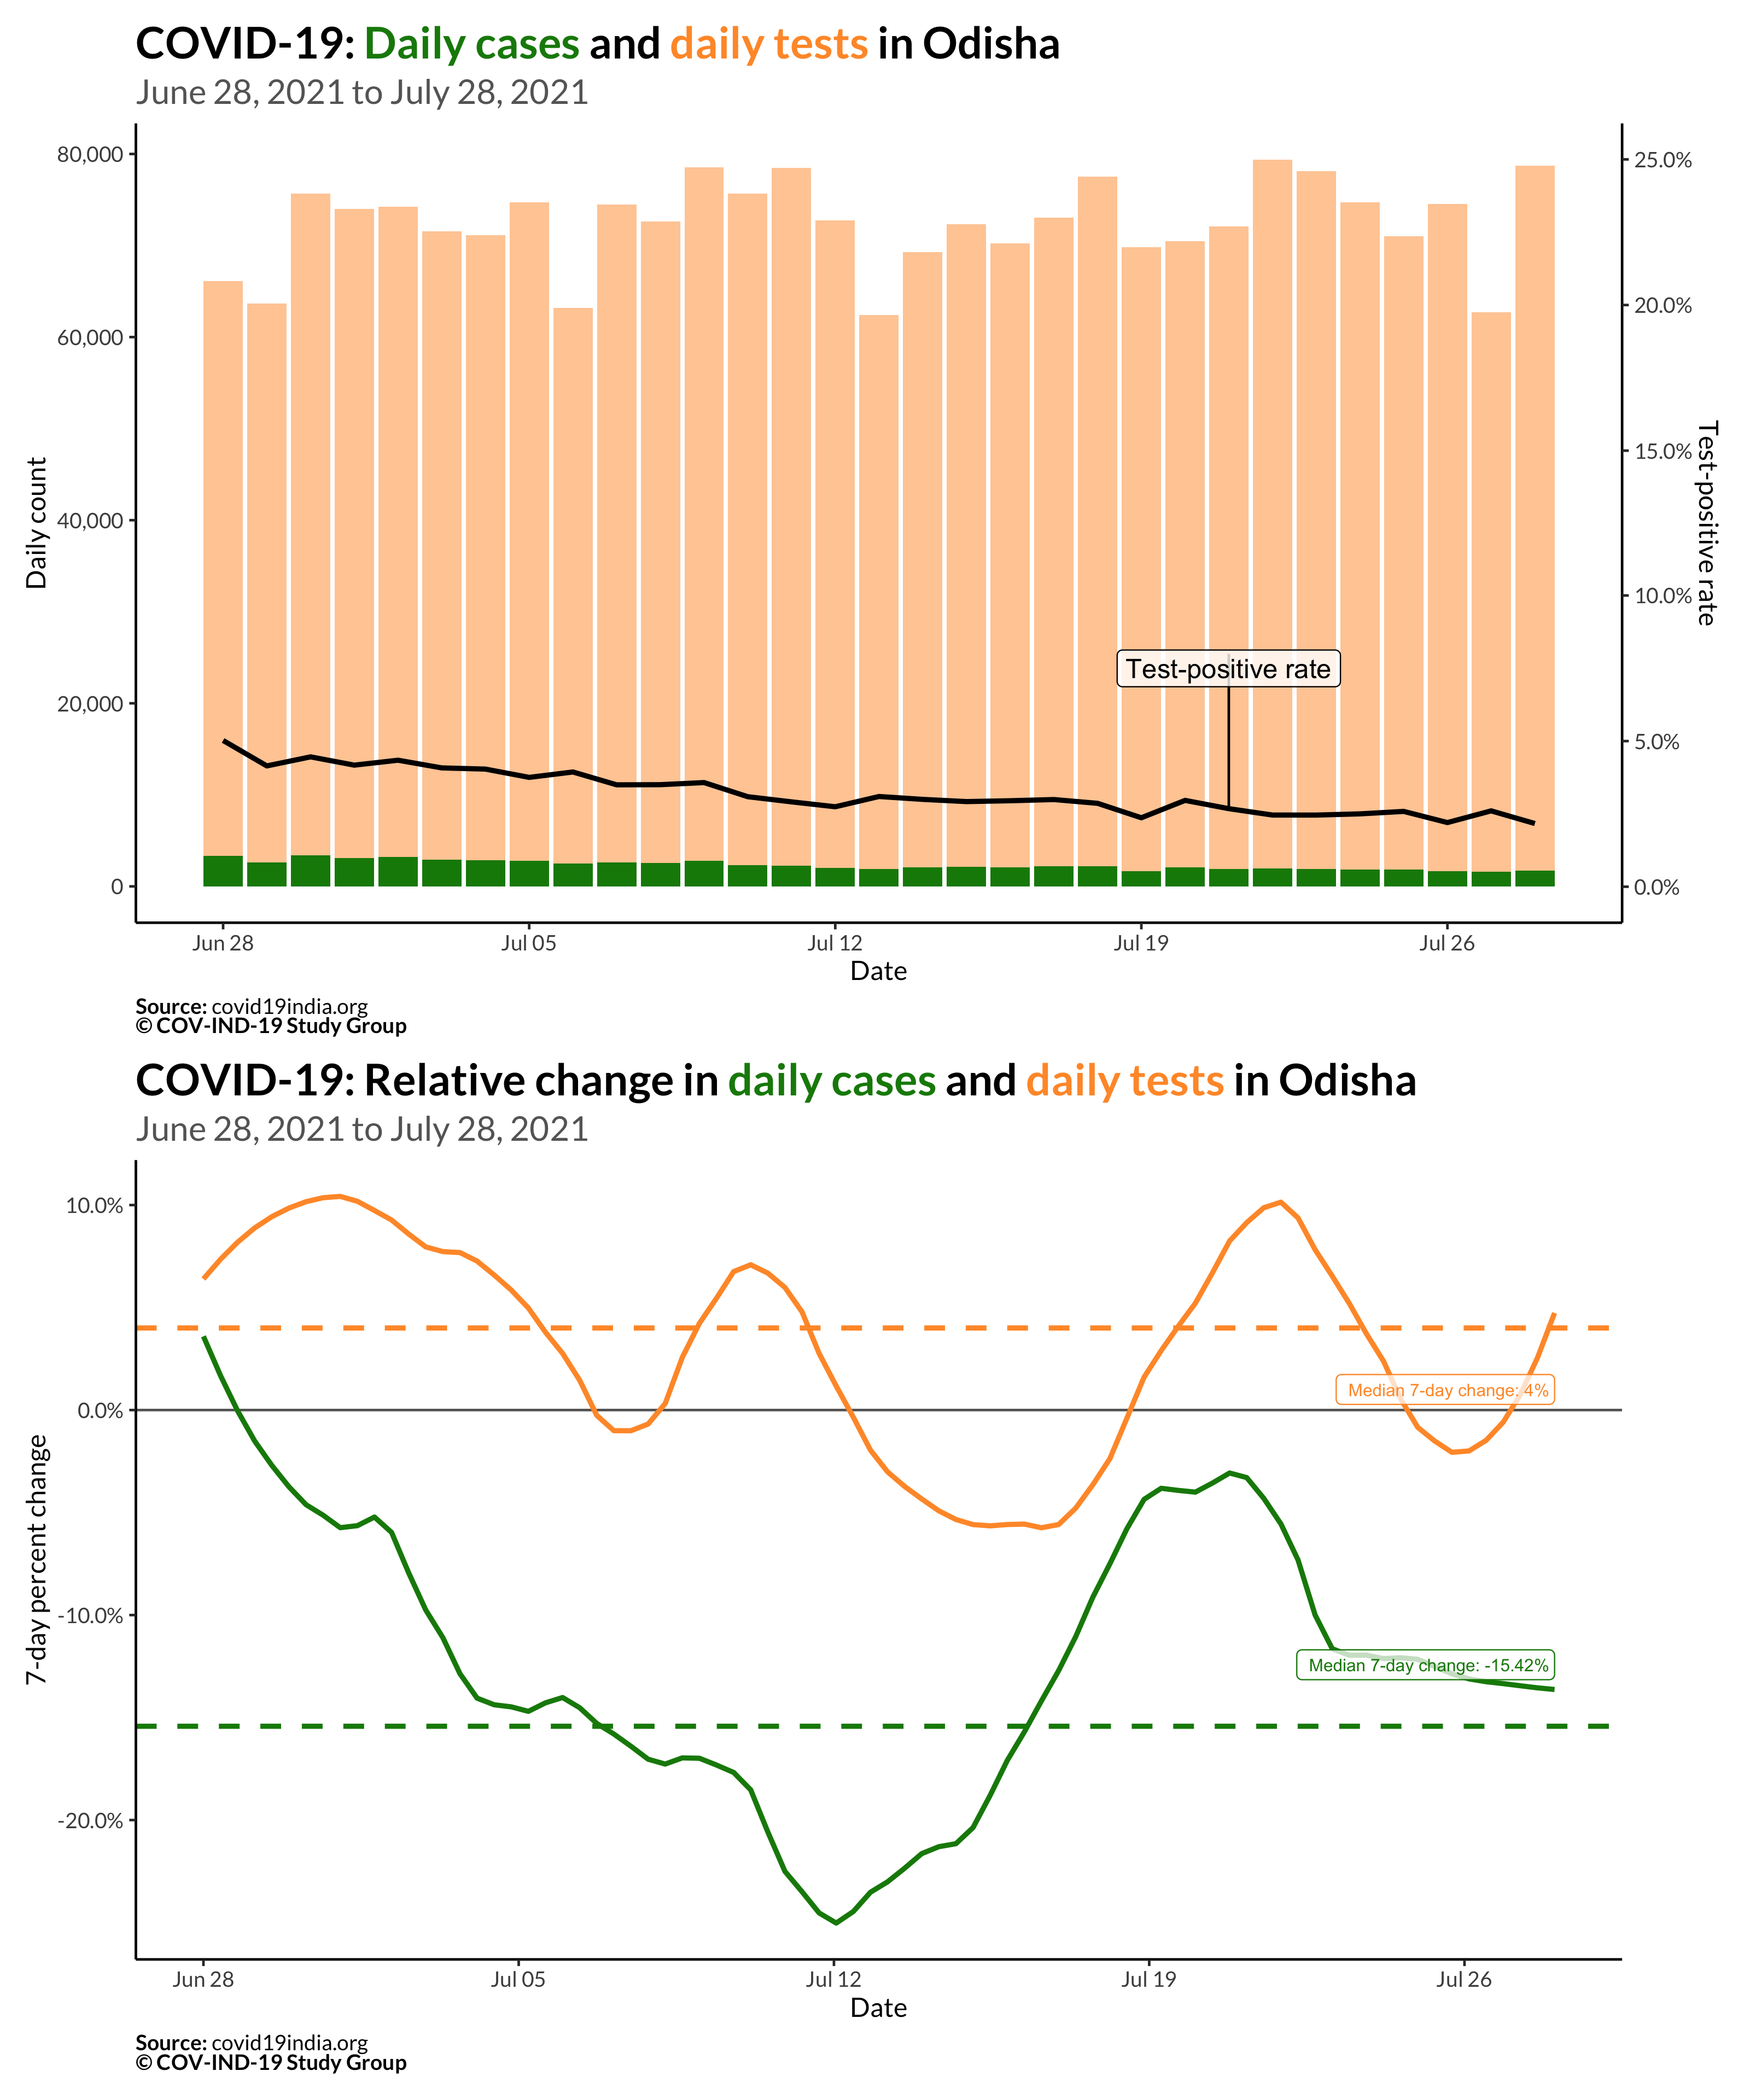 COVID-19: Daily cases and daily tests in Odisha
June 28, 2021 to July 28, 2021
80,000
60,000
40,000
20,000
0
Daily count
25.0%
20.0%
15.0%
10.0%
5.0%
0.0%
Test-positive rate
Test-positive rate
Jun 28
Jul 05
Jul 12
Jul 19
Jul 26
Date
Source: covid19india.org
© COV-IND-19 Study Group
COVID-19: Relative change in daily cases and daily tests in Odisha
June 28, 2021 to July 28, 2021
10.0%
0.0%
-10.0%
-20.0%
7-day percent change
Median 7-day change: 4%
Median 7-day change: -15.42%
Jun 28
Jul 05
Jul 12
Jul 19
Jul 26
Date
Source: covid19india.org
© COV-IND-19 Study Group